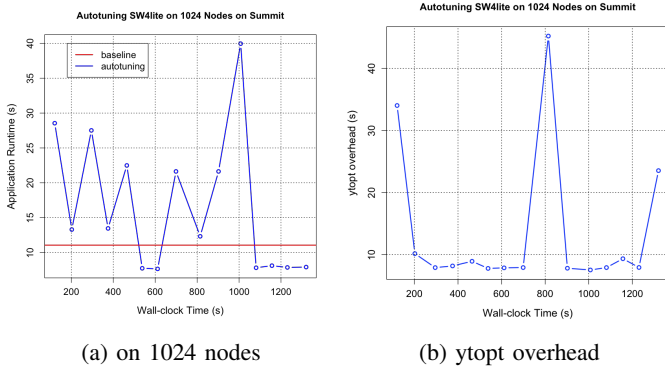 Autotuning SW4lite on 1024 Nodes on Summit
baseline
autotuning
Application Runtime (s)
40
35
30
25
20
15
10
200 400 600 800 1000 1200
Wall-clock Time (s)
(a) on 1024 nodes
Autotuning SW4lite on 1024 Nodes on Summit
ytopt overhead (s)
40
30
20
10
200 400 600 800 1000 1200
Wall-clock Time (s)
(b) ytopt overhead